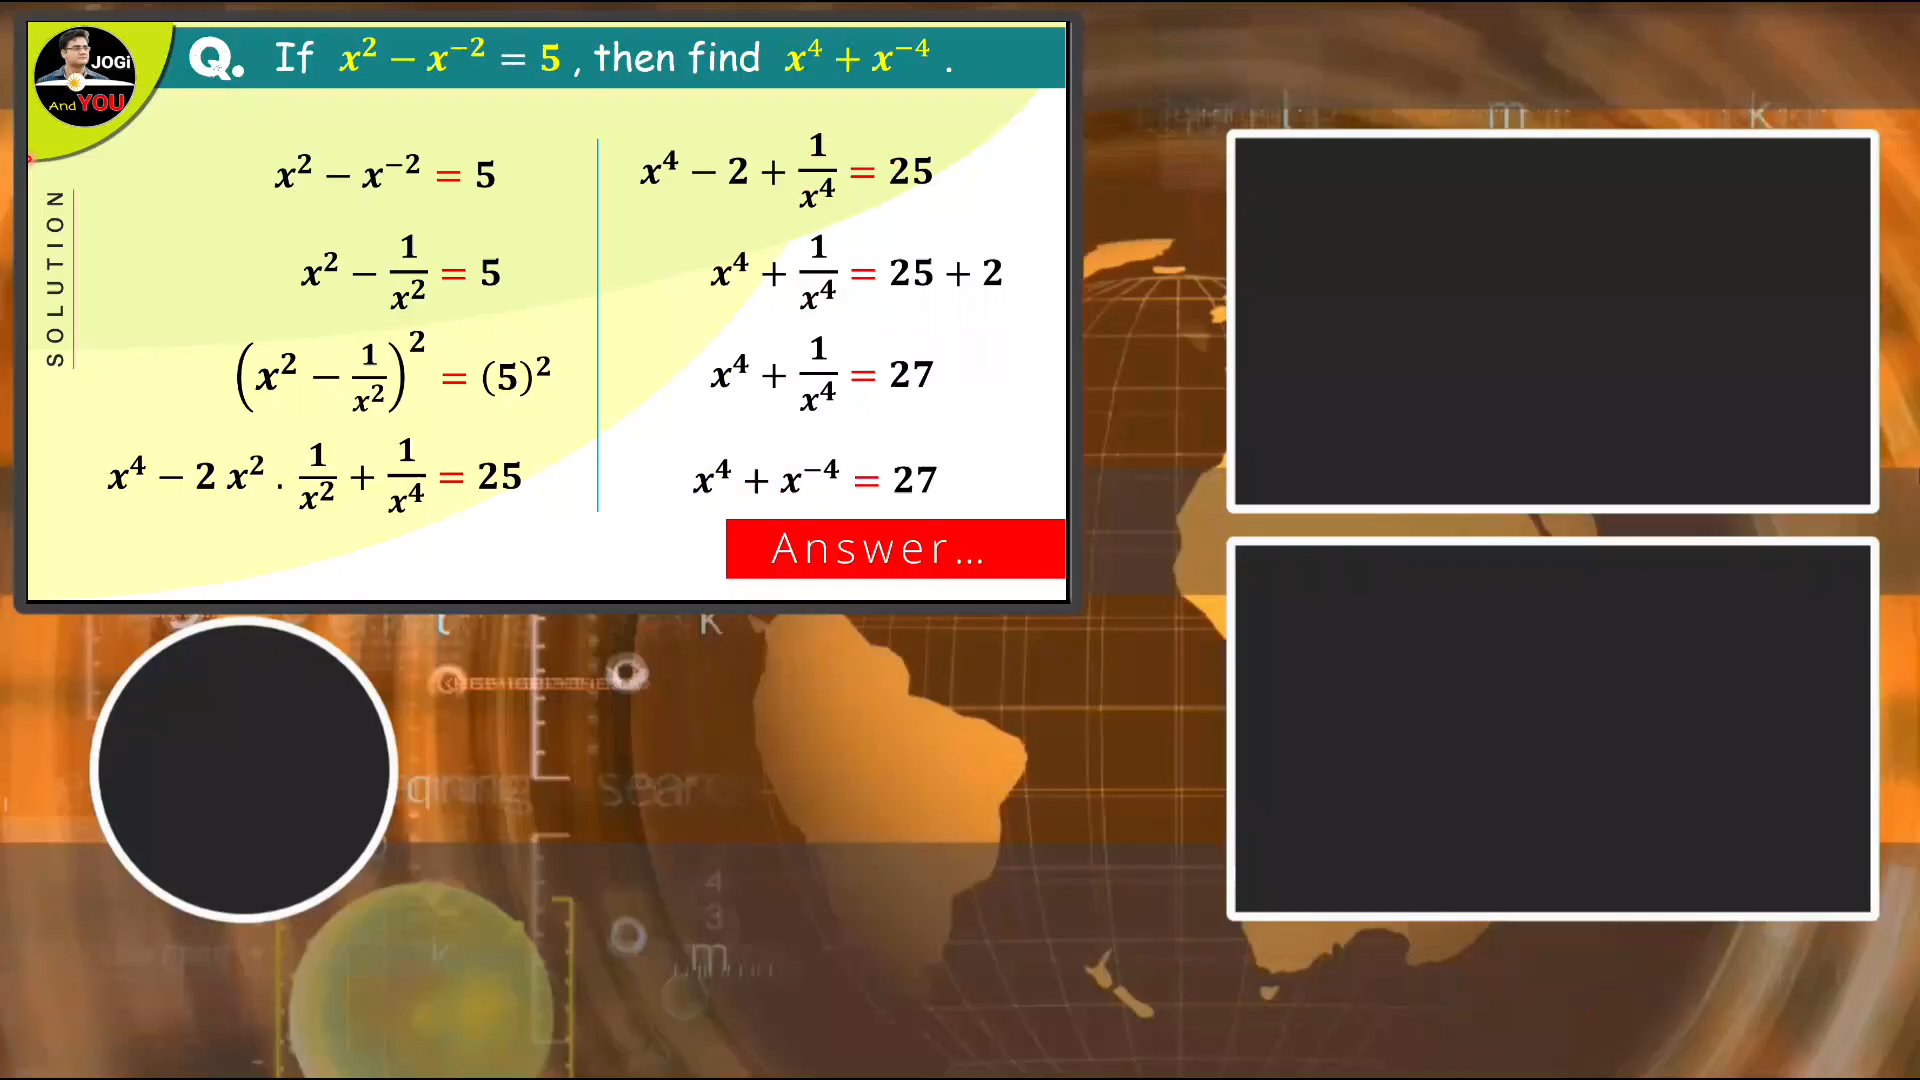 JOGi
And YOU
Q. If x² − x⁻² = 5 , then find x⁴ + x⁻⁴ .
SOLUTION
x² − x⁻² = 5
x² − 1/x² = 5
(x² − 1/x²)² = (5)²
x⁴ − 2 x² . 1/x² + 1/x⁴ = 25
x⁴ − 2 + 1/x⁴ = 25
x⁴ + 1/x⁴ = 25 + 2
x⁴ + 1/x⁴ = 27
x⁴ + x⁻⁴ = 27
Answer...
t
m
k
t
k
4
3
m
k